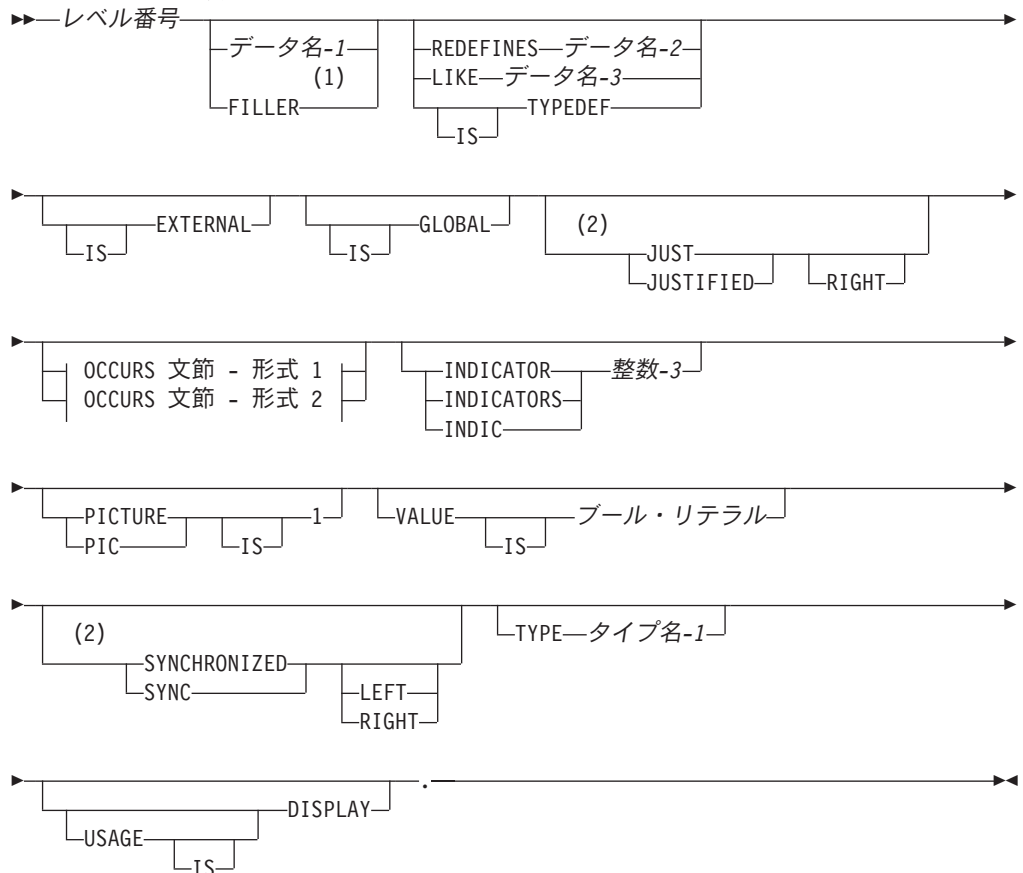 レベル番号
データ名-1
(1)
FILLER
REDEFINES データ名-2
LIKE データ名-3
TYPEDEF
IS
EXTERNAL
IS
GLOBAL
IS
(2)
JUST
JUSTIFIED
RIGHT
OCCURS 文節 - 形式 1
OCCURS 文節 - 形式 2
INDICATOR 整数-3
INDICATORS
INDIC
PICTURE 1
PIC
IS
VALUE ブール・リテラル
IS
(2)
SYNCHRONIZED
SYNC
LEFT
RIGHT
TYPE タイプ名-1
DISPLAY .
USAGE
IS